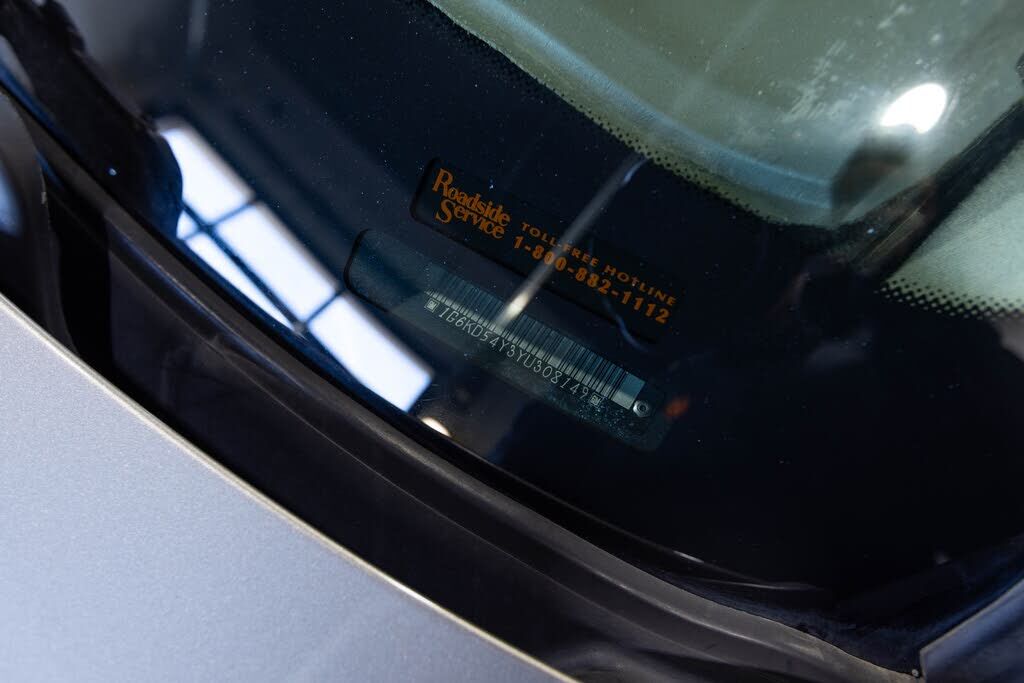 Roadside
Service
TOLL-FREE HOTLINE
1-800-882-1112
1G6KD54Y3YU308149